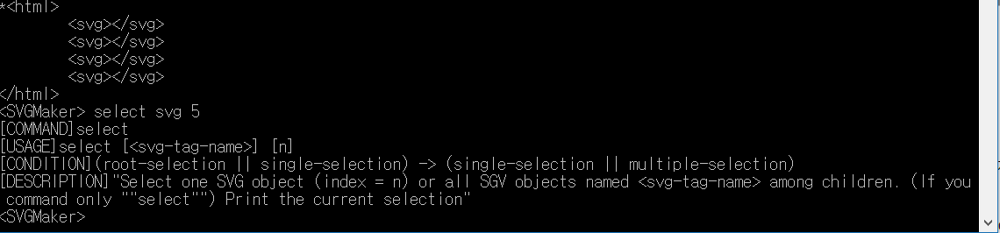 *<html>
<svg></svg>
<svg></svg>
<svg></svg>
<svg></svg>
</html>
<SVGMaker> select svg 5
[COMMAND]select
[USAGE]select [<svg-tag-name>] [n]
[CONDITION](root-selection || single-selection) -> (single-selection || multiple-selection)
[DESCRIPTION]"Select one SVG object (index = n) or all SGV objects named <svg-tag-name> among children. (If you
command only ""select"") Print the current selection"
<SVGMaker>